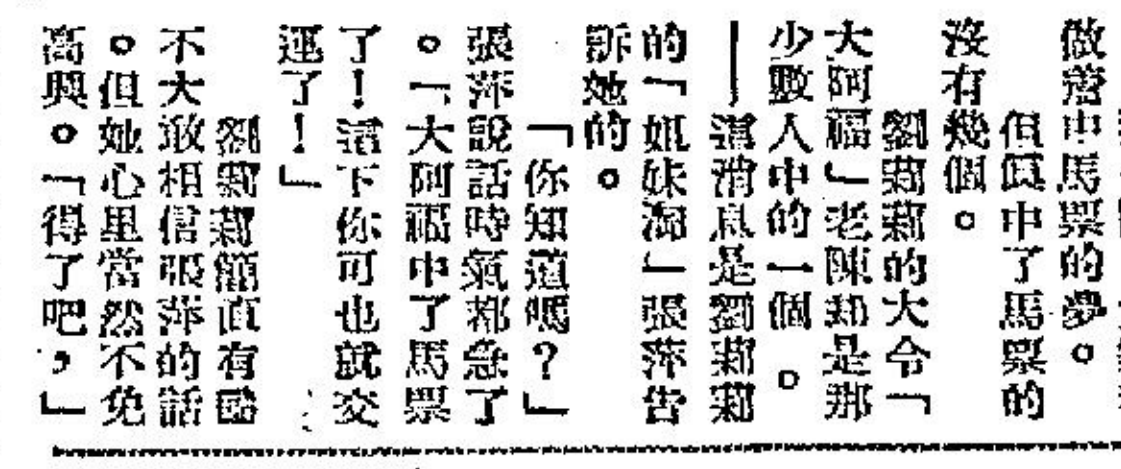 做着中馬票的夢。
但眞中了馬票的
沒有幾個。
劉莉莉的大令「
大阿福」老陳却是那
少數人中的一個。
——這消息是劉莉莉
的「姐妹淘」張萍告
訴她的。
「你知道嗎？」
張萍說話時氣都急了
。「大阿福中了馬票
了！這下你可也就交
運了！」
劉莉莉簡直有點
不大敢相信張萍的話
。但她心里當然不免
高興。「得了吧，」